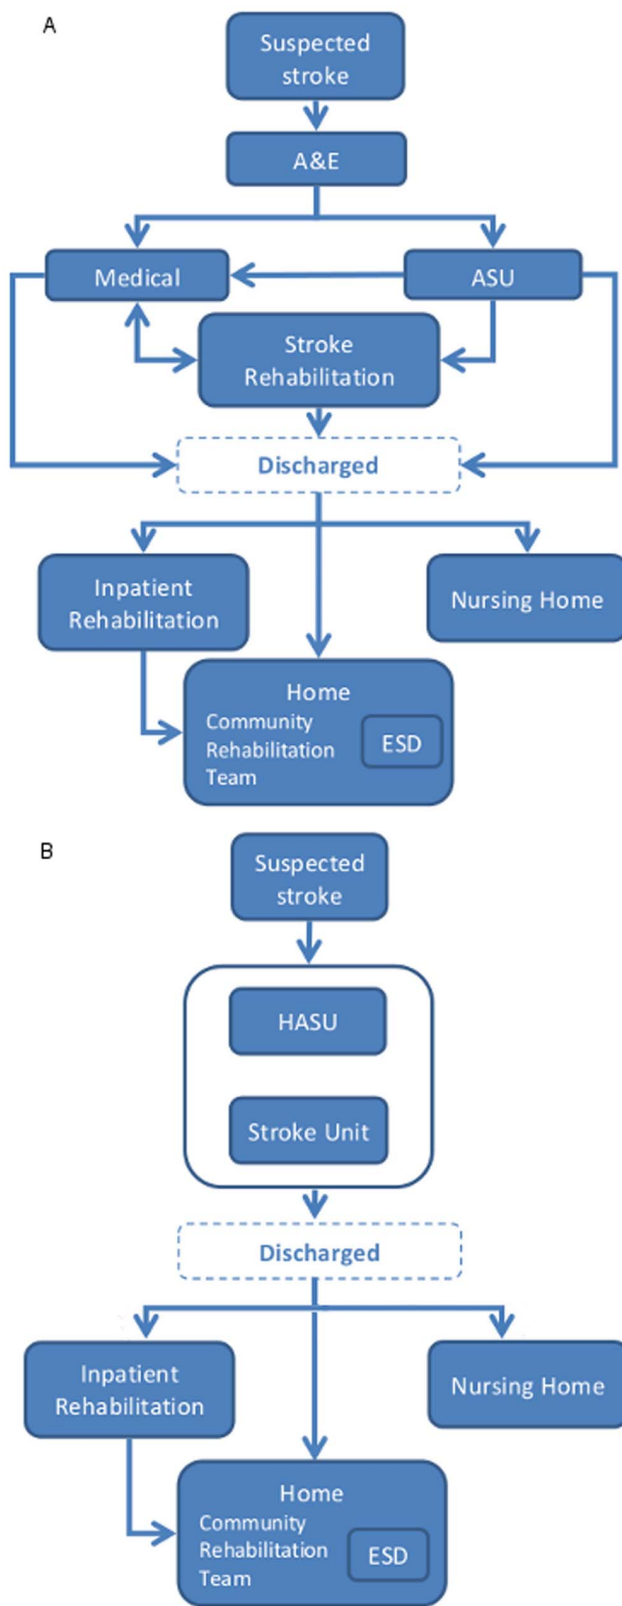 A
Suspected
stroke
A&E
Medical
ASU
Stroke
Rehabilitation
Discharged
Inpatient
Rehabilitation
Nursing Home
Home
Community
Rehabilitation
Team
ESD
B
Suspected
stroke
HASU
Stroke Unit
Discharged
Inpatient
Rehabilitation
Nursing Home
Home
Community
Rehabilitation
Team
ESD